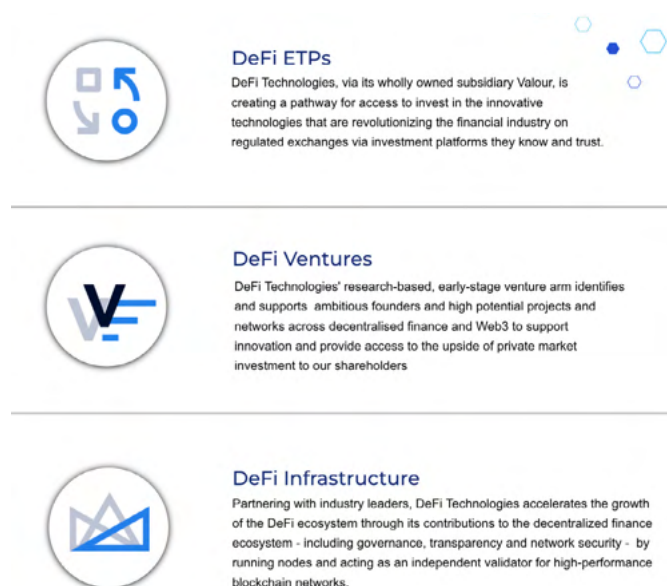 DeFi ETPs
DeFi Technologies, via its wholly owned subsidiary Valour, is
creating a pathway for access to invest in the innovative
technologies that are revolutionizing the financial industry on
regulated exchanges via investment platforms they know and trust.
DeFi Ventures
DeFi Technologies' research-based, early-stage venture arm identifies
and supports ambitious founders and high potential projects and
networks across decentralised finance and Web3 to support
innovation and provide access to the upside of private market
investment to our shareholders
DeFi Infrastructure
Partnering with industry leaders, DeFi Technologies accelerates the growth
of the DeFi ecosystem through its contributions to the decentralized finance
ecosystem - including governance, transparency and network security - by
running nodes and acting as an independent validator for high-performance
blockchain networks.